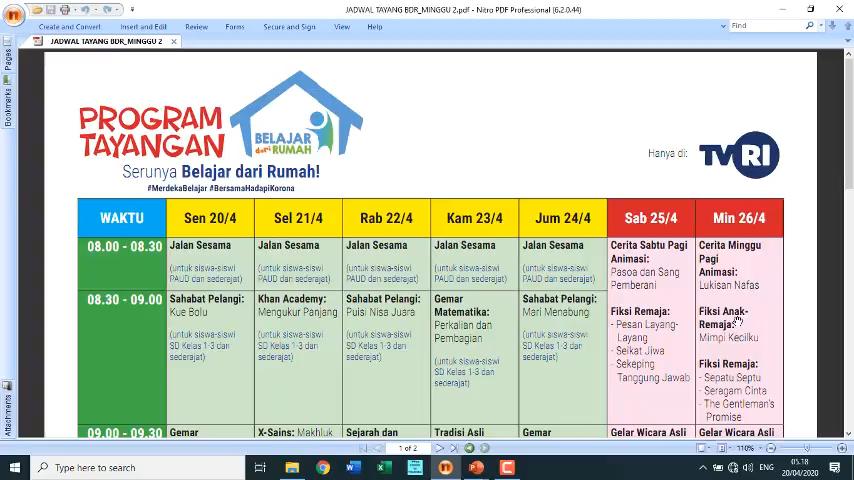 JADWAL TAYANG BDR_MINGGU 2.pdf - Nitro PDF Professional (6.2.0.44)
Create and Convert Insert and Edit Review Forms Secure and Sign View Help Find
JADWAL TAYANG BDR_MINGGU 2
Pages
Bookmarks
Attachments
PROGRAM
TAYANGAN
BELAJAR
dari RUMAH
Serunya Belajar dari Rumah!
#MerdekaBelajar #BersamaHadapiKorona
Hanya di: TVRI
WAKTU Sen 20/4 Sel 21/4 Rab 22/4 Kam 23/4 Jum 24/4 Sab 25/4 Min 26/4
08.00 - 08.30
Jalan Sesama
(untuk siswa-siswi
PAUD dan sederajat)
Jalan Sesama
(untuk siswa-siswi
PAUD dan sederajat)
Jalan Sesama
(untuk siswa-siswi
PAUD dan sederajat)
Jalan Sesama
(untuk siswa-siswi
PAUD dan sederajat)
Jalan Sesama
(untuk siswa-siswi
PAUD dan sederajat)
Cerita Sabtu Pagi
Animasi:
Pasoa dan Sang
Pemberani
Fiksi Remaja:
- Pesan Layang-
Layang
- Seikat Jiwa
- Sekeping
Tanggung Jawab
Cerita Minggu
Pagi
Animasi:
Lukisan Nafas
Fiksi Anak-
Remaja:
Mimpi Kecilku
Fiksi Remaja:
- Sepatu Septu
- Seragam Cinta
- The Gentleman's
Promise
08.30 - 09.00
Sahabat Pelangi:
Kue Bolu
(untuk siswa-siswi
SD Kelas 1-3 dan
sederajat)
Khan Academy:
Mengukur Panjang
(untuk siswa-siswi
SD Kelas 1-3 dan
sederajat)
Sahabat Pelangi:
Puisi Nisa Juara
(untuk siswa-siswi
SD Kelas 1-3 dan
sederajat)
Gemar
Matematika:
Perkalian dan
Pembagian
(untuk siswa-siswi
SD Kelas 1-3 dan
sederajat)
Sahabat Pelangi:
Mari Menabung
(untuk siswa-siswi
SD Kelas 1-3 dan
sederajat)
09.00 - 09.30 Gemar X-Sains: Makhluk Sejarah dan Tradisi Asli Gemar Gelar Wicara Asli Gelar Wicara Asli
1 of 2
110%
Type here to search
ENG
05.18
20/04/2020